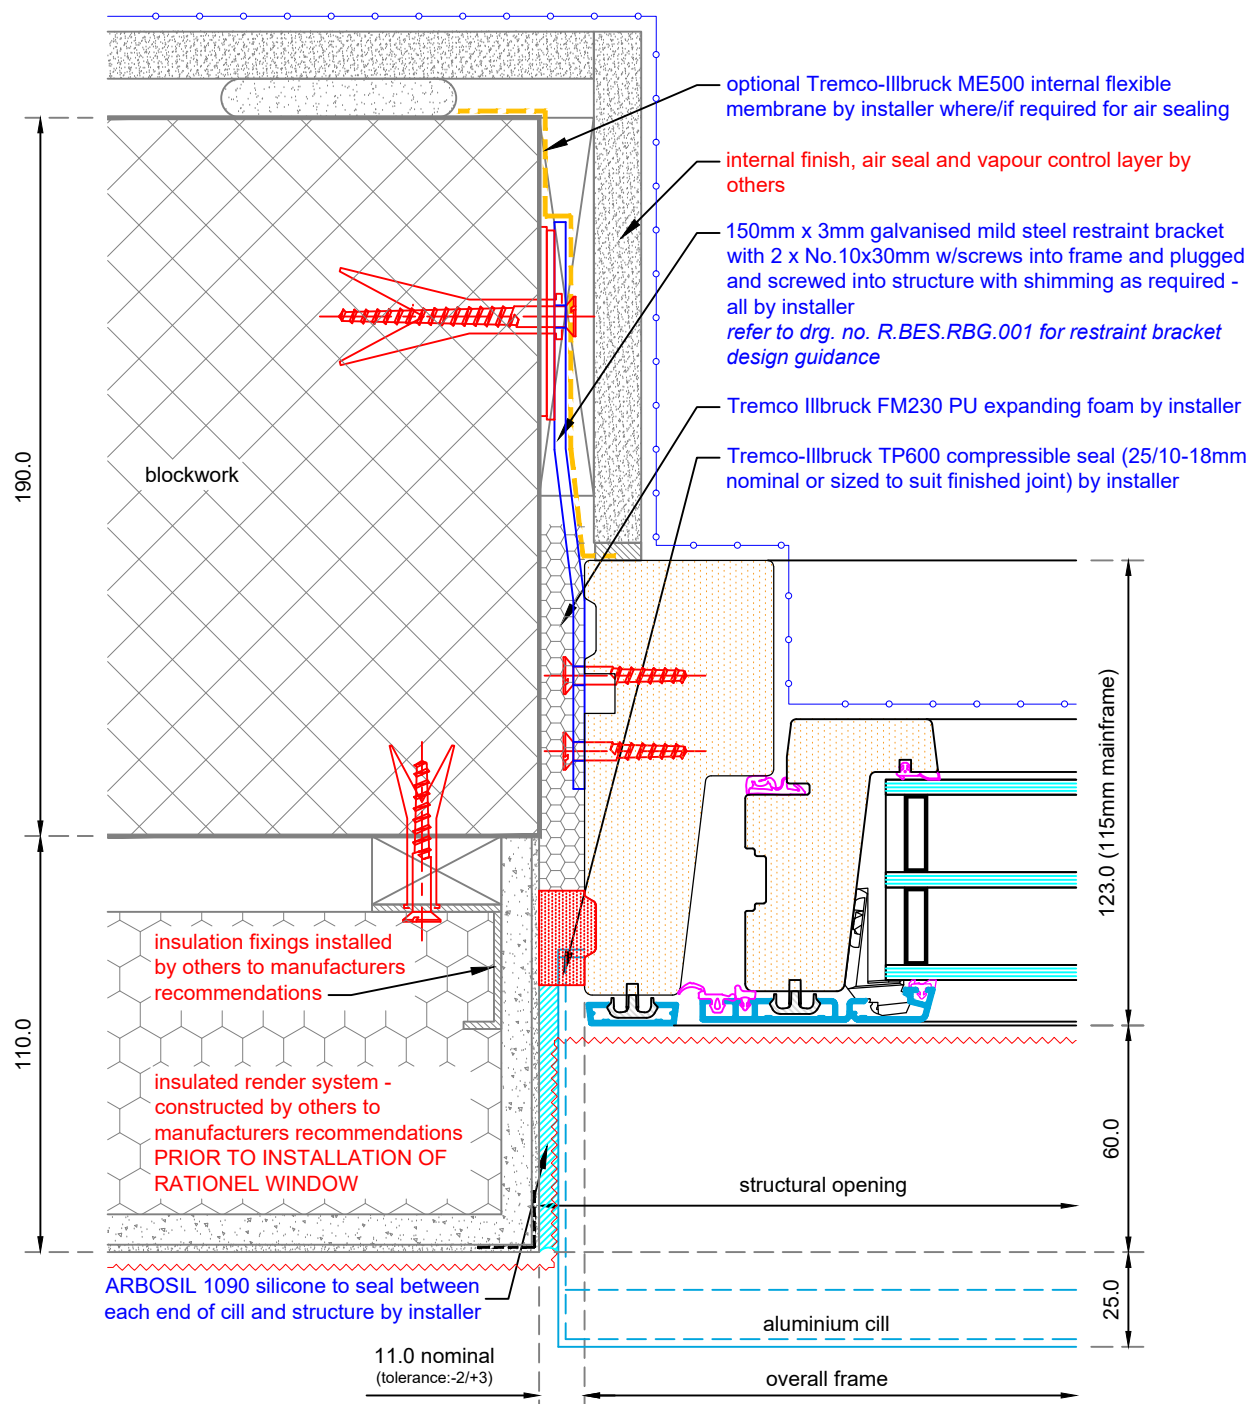 optional Tremco-Illbruck ME500 internal flexible
membrane by installer where/if required for air sealing
internal finish, air seal and vapour control layer by
others
150mm x 3mm galvanised mild steel restraint bracket
with 2 x No.10x30mm w/screws into frame and plugged
and screwed into structure with shimming as required -
all by installer
refer to drg. no. R.BES.RBG.001 for restraint bracket
design guidance
Tremco Illbruck FM230 PU expanding foam by installer
Tremco-Illbruck TP600 compressible seal (25/10-18mm
nominal or sized to suit finished joint) by installer
190.0
blockwork
123.0 (115mm mainframe)
insulation fixings installed
by others to manufacturers
recommendations
110.0
insulated render system -
constructed by others to
manufacturers recommendations
PRIOR TO INSTALLATION OF
RATIONEL WINDOW
60.0
structural opening
ARBOSIL 1090 silicone to seal between
each end of cill and structure by installer
25.0
aluminium cill
11.0 nominal
(tolerance:-2/+3)
overall frame